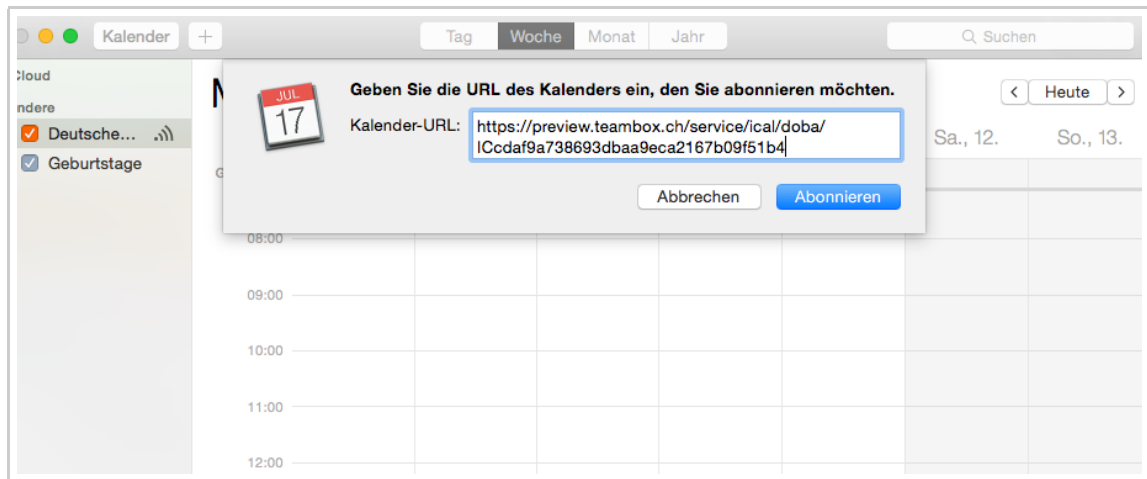 Kalender
+
Tag Woche Monat Jahr
Suchen
Cloud
ndere
Deutsche...
Geburtstage
Geben Sie die URL des Kalenders ein, den Sie abonnieren möchten.
JUL
17
Kalender-URL: https://preview.teambox.ch/service/ical/doba/
ICcdaf9a738693dbaa9eca2167b09f51b4
Abbrechen Abonnieren
< Heute >
Sa., 12. So., 13.
08:00
09:00
10:00
11:00
12:00